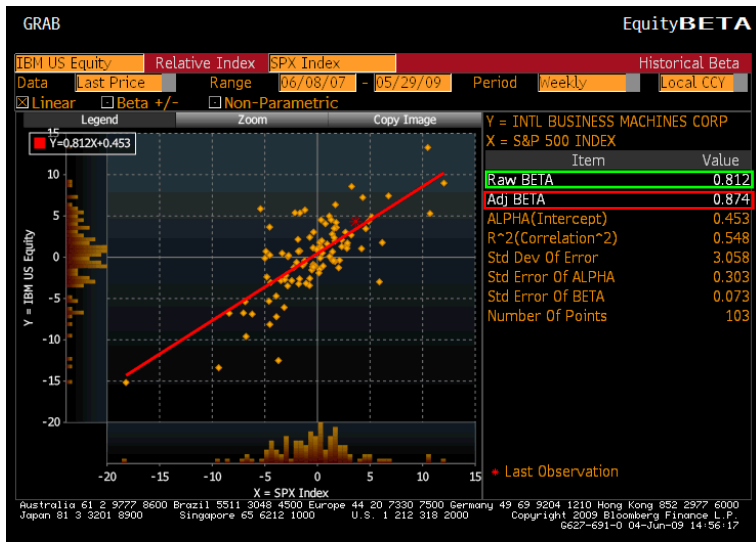 GRAB EquityBETA
IBM US Equity Relative Index SPX Index Historical Beta
Data Last Price Range 06/08/07 - 05/29/09 Period Weekly Local CCY
Linear Beta +/- Non-Parametric
Legend Zoom Copy Image
Y = INTL BUSINESS MACHINES CORP
X = S&P 500 INDEX
Item Value
Raw BETA 0.812
Adj BETA 0.874
ALPHA(Intercept) 0.453
R^2(Correlation^2) 0.548
Std Dev Of Error 3.058
Std Error Of ALPHA 0.303
Std Error Of BETA 0.073
Number Of Points 103
Last Observation
15
Y=0.812X+0.453
10
5
0
-5
-10
-15
-20
Y = IBM US Equity
-20 -15 -10 -5 0 5 10 15
X = SPX Index
Australia 61 2 9777 8600 Brazil 5511 3048 4500 Europe 44 20 7330 7500 Germany 49 69 9204 1210 Hong Kong 852 2977 6000
Japan 81 3 3201 8900 Singapore 65 6212 1000 U.S. 1 212 318 2000 Copyright 2009 Bloomberg Finance L.P.
G627-691-0 04-Jun-09 14:56:17